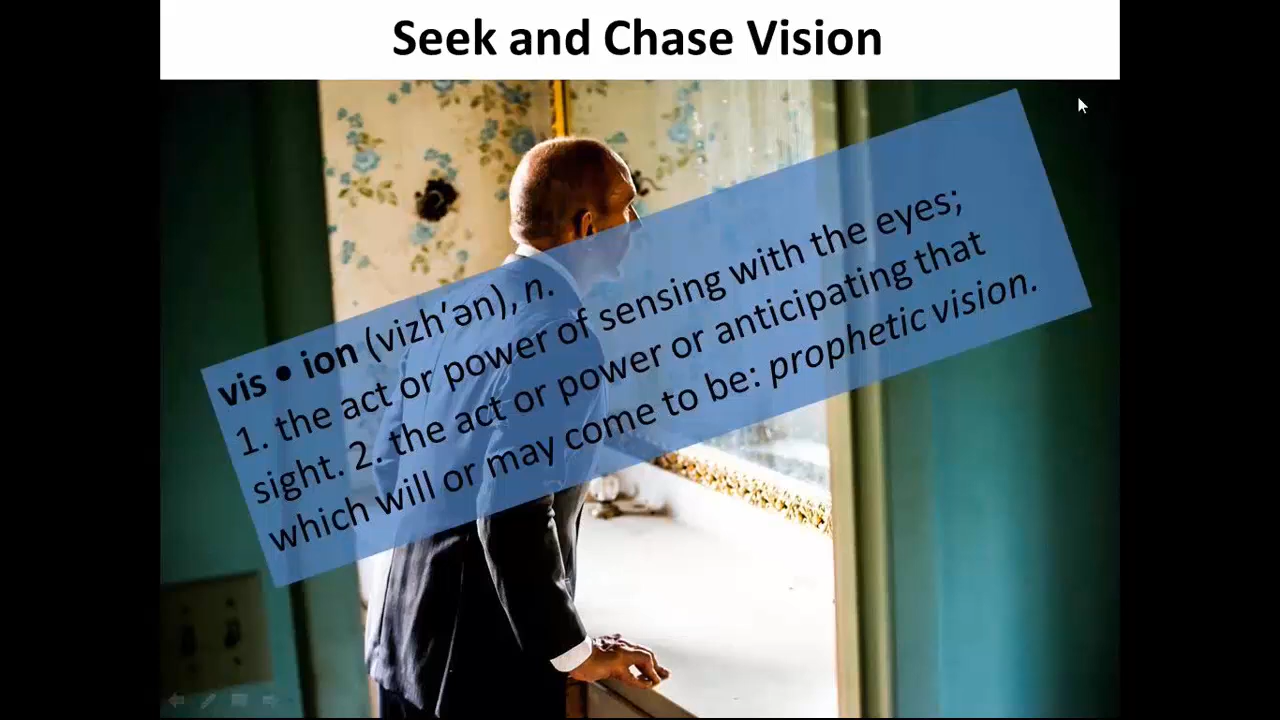 Seek and Chase Vision
vis • ion (vizh′ən), n.
1. the act or power of sensing with the eyes;
sight. 2. the act or power or anticipating that
which will or may come to be: prophetic vision.